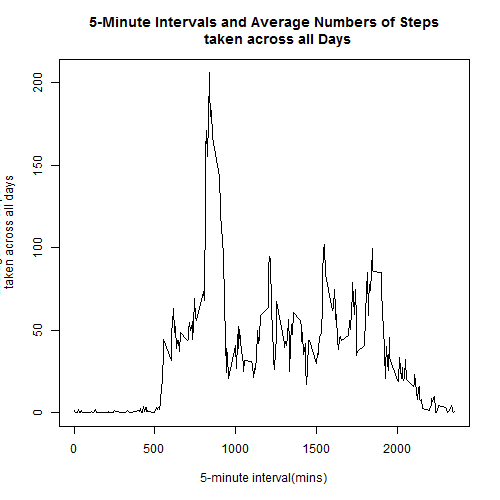 5-Minute Intervals and Average Numbers of Steps
taken across all Days
200
150
100
50
0
taken across all days
0
500
1000
1500
2000
5-minute interval(mins)